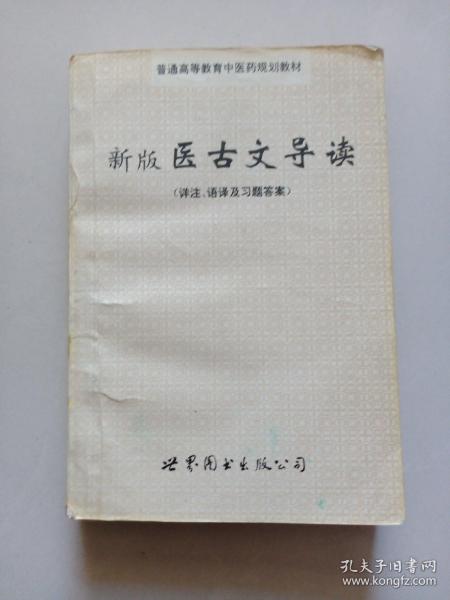 普通高等教育中医药规划教材
新版医古文导读
(详注、语译及习题答案)
世界图书出版公司
孔夫子旧书网
www.kongfz.com